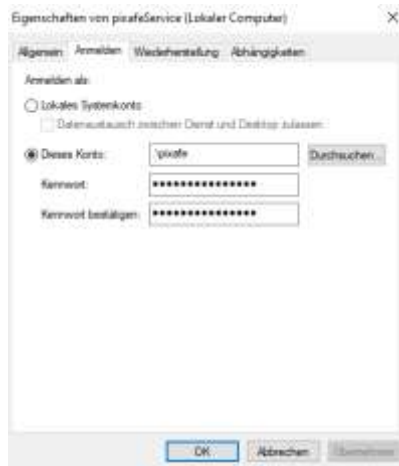 Eigenschaften von pixafeService (Lokaler Computer)
Allgemein Anmelden Wiederherstellung Abhängigkeiten
Anmelden als:
Lokales Systemkonto
Datenaustausch zwischen Dienst und Desktop zulassen
Dieses Konto: .\pixafe Durchsuchen...
Kennwort: •••••••••••••••
Kennwort bestätigen: •••••••••••••••
OK Abbrechen Übernehmen